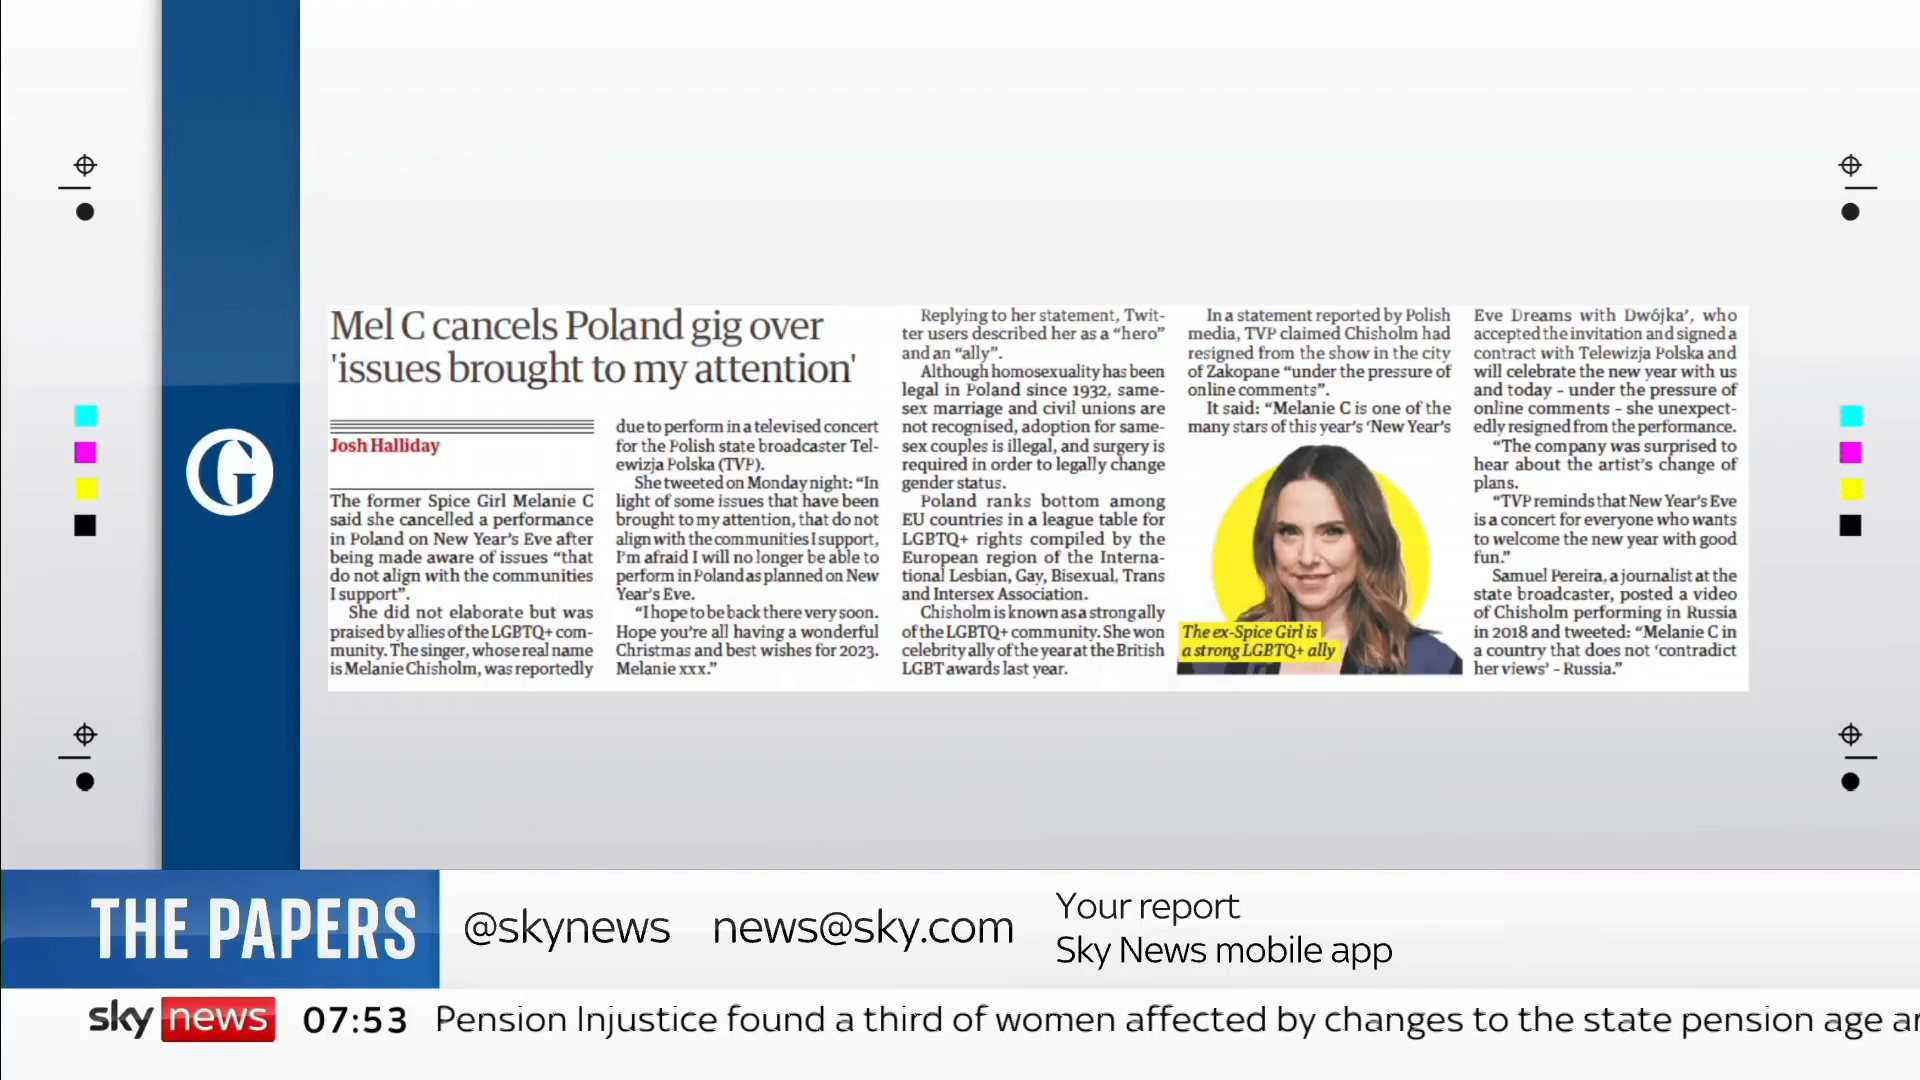 Mel C cancels Poland gig over
'issues brought to my attention'
Josh Halliday
The former Spice Girl Melanie C
said she cancelled a performance
in Poland on New Year's Eve after
being made aware of issues "that
do not align with the communities
I support".
She did not elaborate but was
praised by allies of the LGBTQ+ com-
munity. The singer, whose real name
is Melanie Chisholm, was reportedly
due to perform in a televised concert
for the Polish state broadcaster Tel-
ewizja Polska (TVP).
She tweeted on Monday night: "In
light of some issues that have been
brought to my attention, that do not
align with the communities I support,
I'm afraid I will no longer be able to
perform in Poland as planned on New
Year's Eve.
"I hope to be back there very soon.
Hope you're all having a wonderful
Christmas and best wishes for 2023.
Melanie xxx."
Replying to her statement, Twit-
ter users described her as a "hero"
and an "ally".
Although homosexuality has been
legal in Poland since 1932, same-
sex marriage and civil unions are
not recognised, adoption for same-
sex couples is illegal, and surgery is
required in order to legally change
gender status.
Poland ranks bottom among
EU countries in a league table for
LGBTQ+ rights compiled by the
European region of the Interna-
tional Lesbian, Gay, Bisexual, Trans
and Intersex Association.
Chisholm is known as a strong ally
of the LGBTQ+ community. She won
celebrity ally of the year at the British
LGBT awards last year.
In a statement reported by Polish
media, TVP claimed Chisholm had
resigned from the show in the city
of Zakopane "under the pressure of
online comments".
It said: "Melanie C is one of the
many stars of this year's 'New Year's
The ex-Spice Girl is
a strong LGBTQ+ ally
Eve Dreams with Dwójka', who
accepted the invitation and signed a
contract with Telewizja Polska and
will celebrate the new year with us
and today – under the pressure of
online comments – she unexpect-
edly resigned from the performance.
"The company was surprised to
hear about the artist's change of
plans.
"TVP reminds that New Year's Eve
is a concert for everyone who wants
to welcome the new year with good
fun."
Samuel Pereira, a journalist at the
state broadcaster, posted a video
of Chisholm performing in Russia
in 2018 and tweeted: "Melanie C in
a country that does not 'contradict
her views' – Russia."
THE PAPERS
@skynews news@sky.com
Your report
Sky News mobile app
sky news 07:53 Pension Injustice found a third of women affected by changes to the state pension age